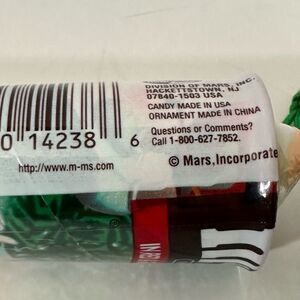 DIVISION OF MARS, INC.
HACKETTSTOWN, NJ
07840-1503 USA
CANDY MADE IN USA
ORNAMENT MADE IN CHINA
Questions or Comments?
Call 1-800-627-7852.
0 14238 6
http://www.m-ms.com
© Mars, Incorporate